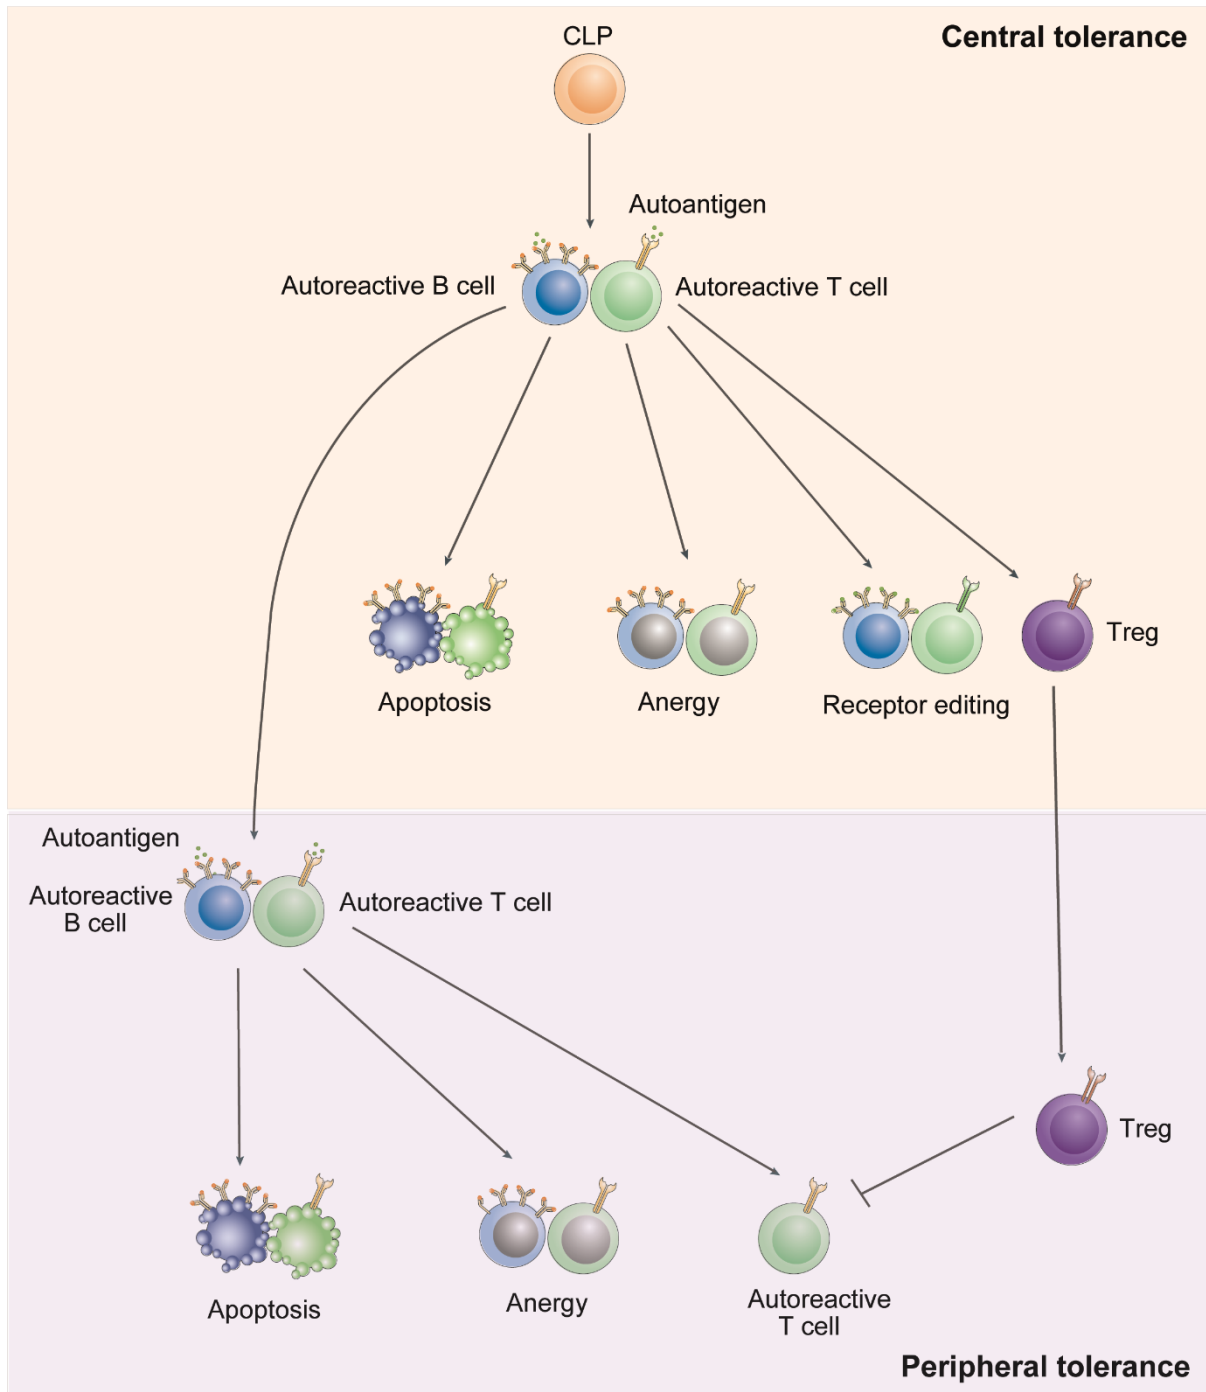 CLP
Central tolerance
Autoantigen
Autoreactive B cell
Autoreactive T cell
Apoptosis
Anergy
Receptor editing
Treg
Autoantigen
Autoreactive
B cell
Autoreactive T cell
Treg
Apoptosis
Anergy
Autoreactive
T cell
Peripheral tolerance